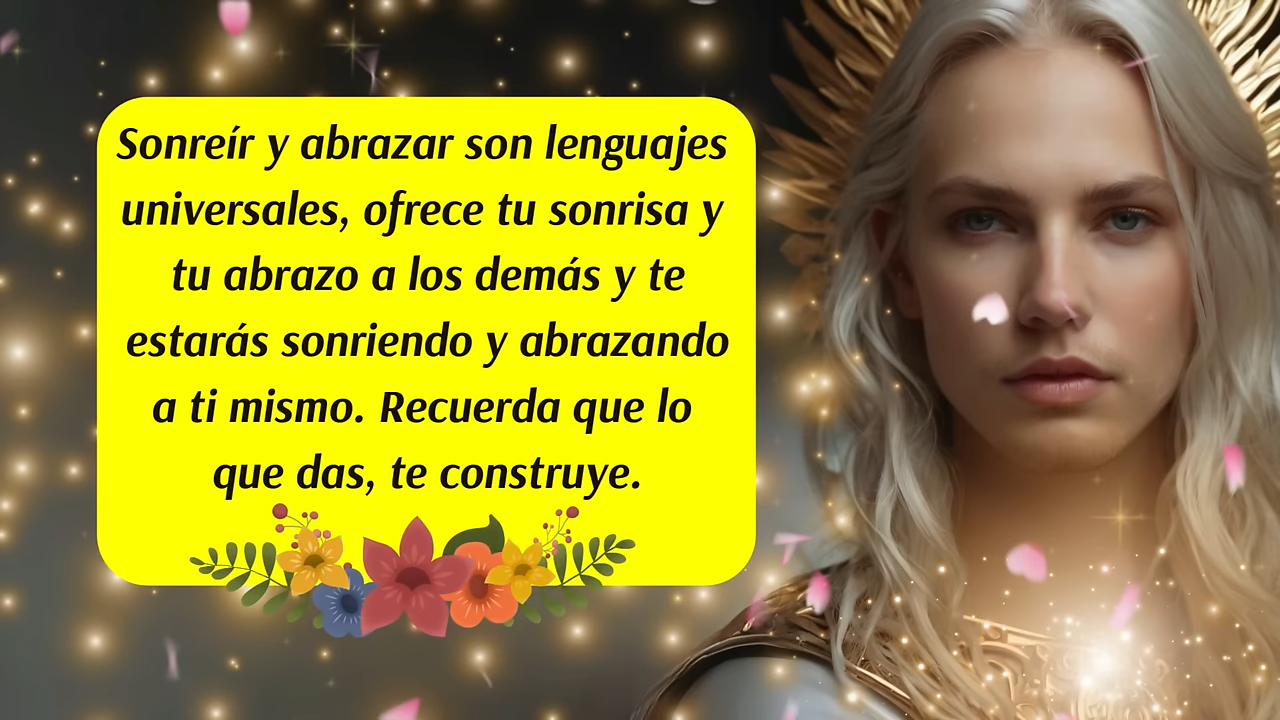 Sonreír y abrazar son lenguajes
universales, ofrece tu sonrisa y
tu abrazo a los demás y te
estarás sonriendo y abrazando
a ti mismo. Recuerda que lo
que das, te construye.